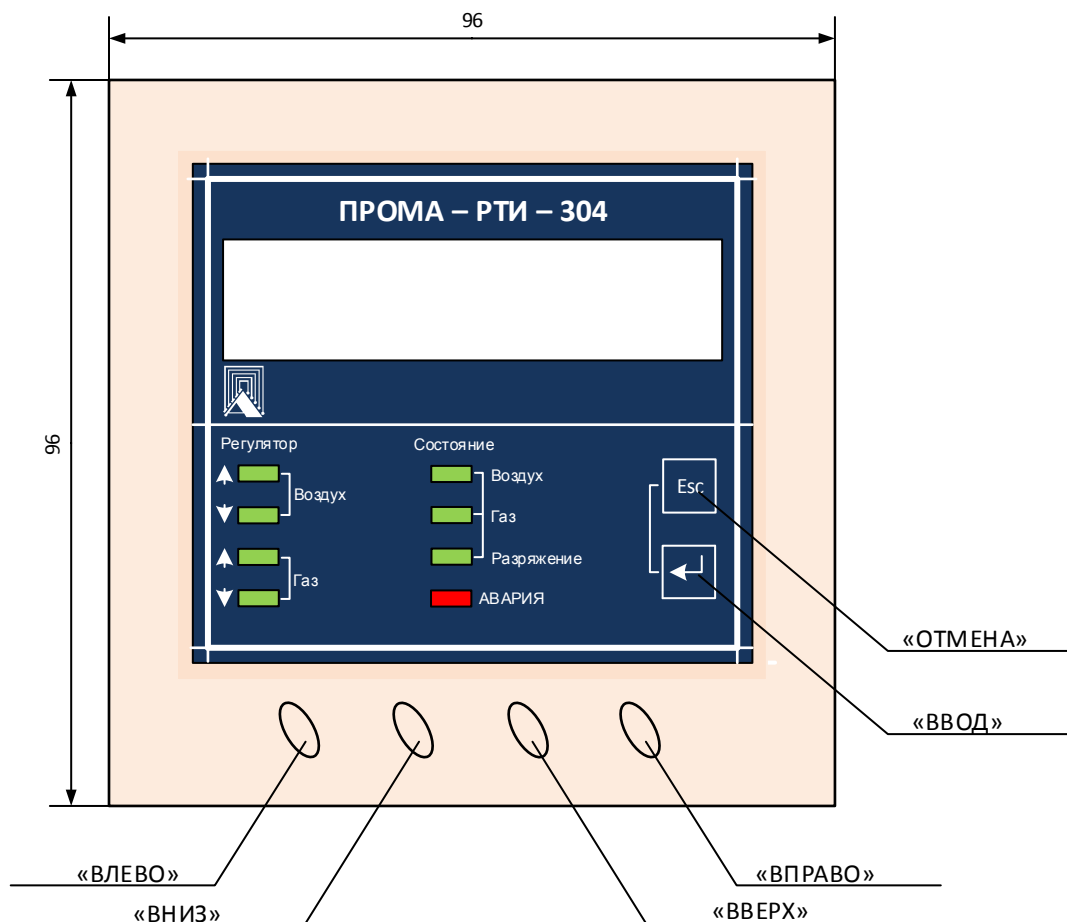 96
96
ПРОМА – РТИ – 304
Регулятор
Состояние
Воздух
Воздух
Газ
Газ
Разряжение
АВАРИЯ
Esc
«ОТМЕНА»
«ВВОД»
«ВЛЕВО»
«ВПРАВО»
«ВНИЗ»
«ВВЕРХ»